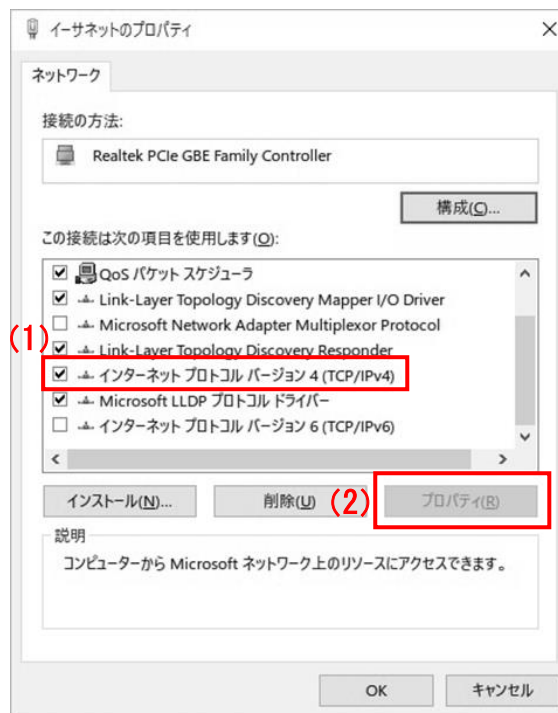 イーサネットのプロパティ
ネットワーク
接続の方法:
Realtek PCIe GBE Family Controller
構成(C)...
この接続は次の項目を使用します(O):
QoS パケット スケジューラ
Link-Layer Topology Discovery Mapper I/O Driver
Microsoft Network Adapter Multiplexor Protocol
(1)
Link-Layer Topology Discovery Responder
インターネット プロトコル バージョン 4 (TCP/IPv4)
Microsoft LLDP プロトコル ドライバー
インターネット プロトコル バージョン 6 (TCP/IPv6)
インストール(N)... 削除(U) (2) プロパティ(R)
説明
コンピューターから Microsoft ネットワーク上のリソースにアクセスできます。
OK キャンセル